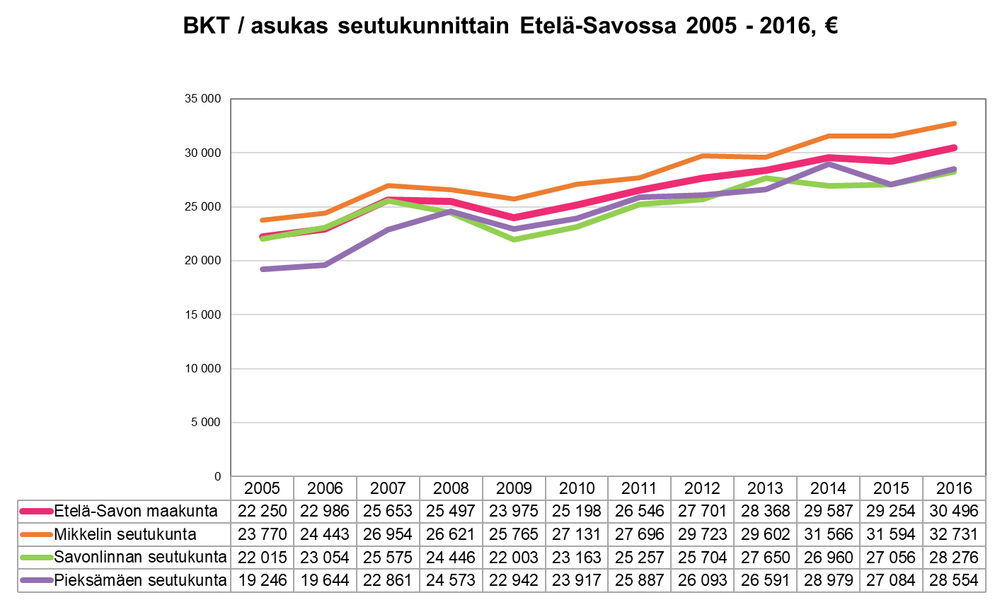 BKT / asukas seutukunnittain Etelä-Savossa 2005 - 2016, €
35 000
30 000
25 000
20 000
15 000
10 000
5 000
0
2005 2006 2007 2008 2009 2010 2011 2012 2013 2014 2015 2016
Etelä-Savon maakunta 22 250 22 986 25 653 25 497 23 975 25 198 26 546 27 701 28 368 29 587 29 254 30 496
Mikkelin seutukunta 23 770 24 443 26 954 26 621 25 765 27 131 27 696 29 723 29 602 31 566 31 594 32 731
Savonlinnan seutukunta 22 015 23 054 25 575 24 446 22 003 23 163 25 257 25 704 27 650 26 960 27 056 28 276
Pieksämäen seutukunta 19 246 19 644 22 861 24 573 22 942 23 917 25 887 26 093 26 591 28 979 27 084 28 554